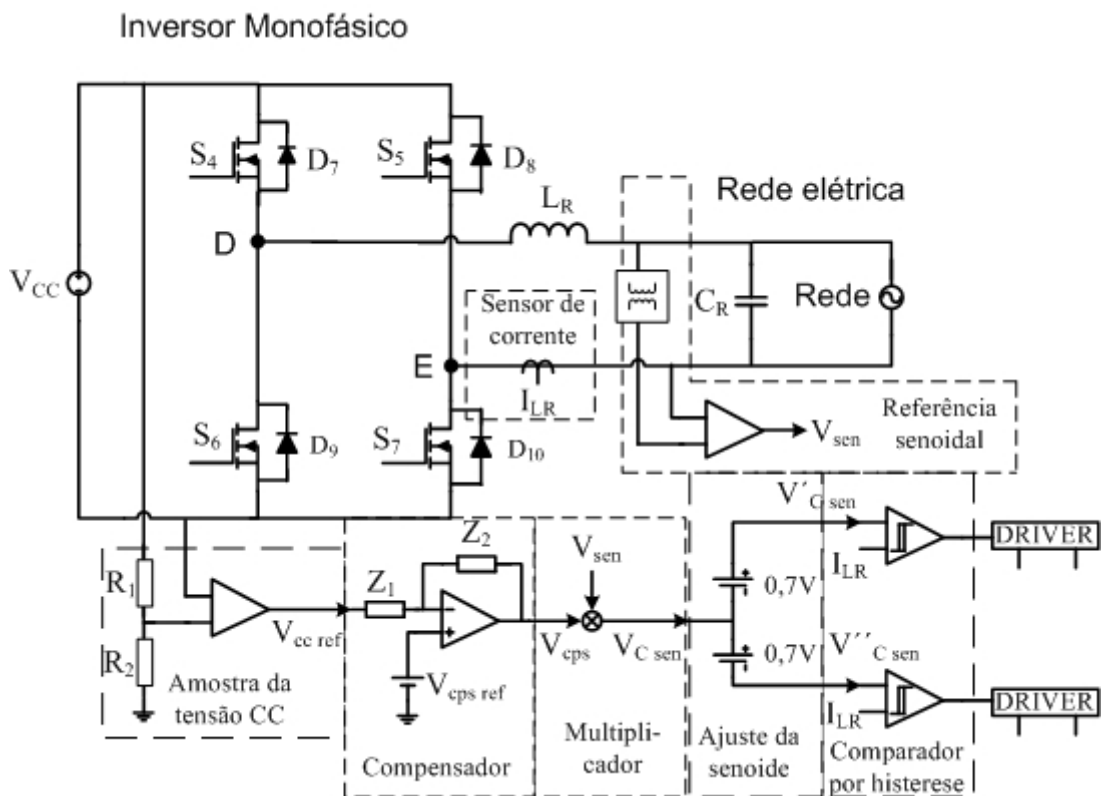 Inversor Monofásico
S4
D7
S5
D8
Rede elétrica
LR
D
VCC
Sensor de
corrente
CR
Rede
E
ILR
Referência
senoidal
S6
D9
S7
D10
Vsen
V´C sen
Z2
Vsen
DRIVER
R1
Z1
ILR
0,7V
Vcc ref
Vcps
VC sen
0,7V
V´´C sen
R2
Vcps ref
DRIVER
Amostra da
tensão CC
ILR
Compensador
Multipli-
cador
Ajuste da
senoide
Comparador
por histerese